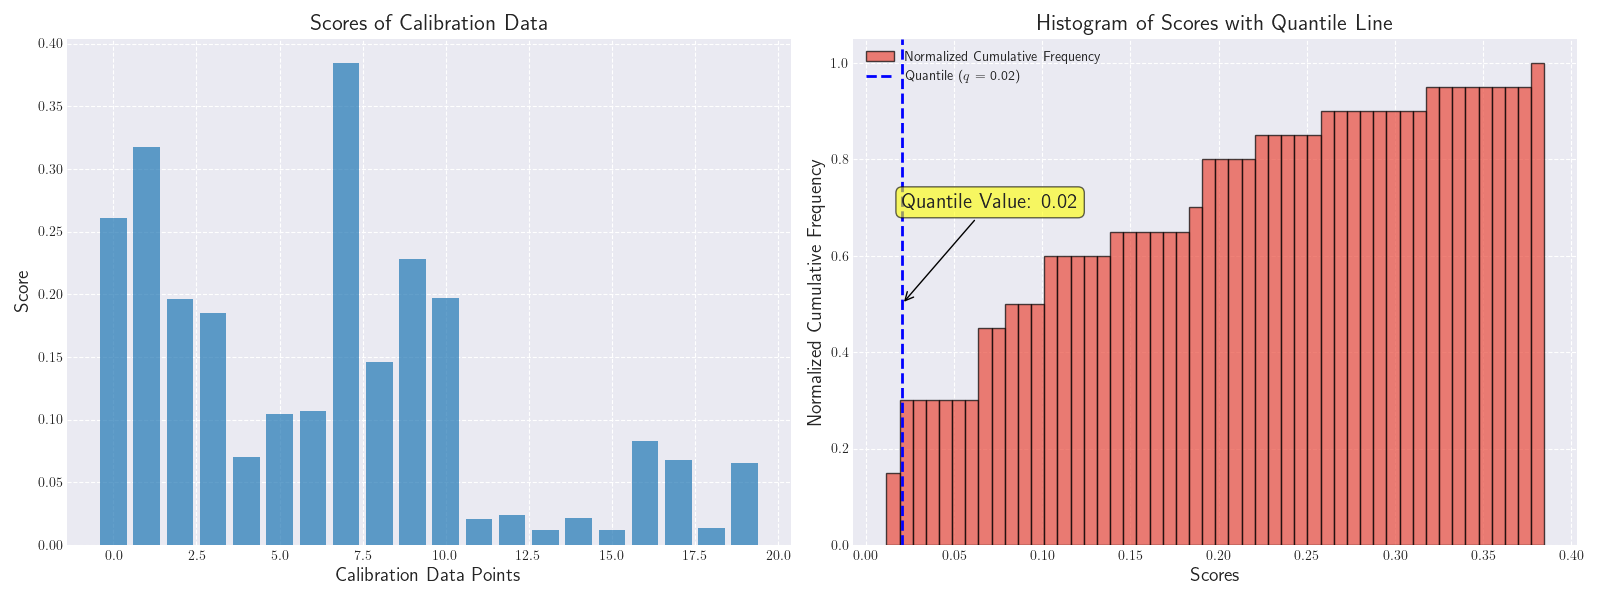 Scores of Calibration Data
0.40
0.35
0.30
0.25
0.20
0.15
0.10
0.05
0.00
Score
0.0 2.5 5.0 7.5 10.0 12.5 15.0 17.5 20.0
Calibration Data Points
Histogram of Scores with Quantile Line
Normalized Cumulative Frequency
Quantile (q = 0.02)
Quantile Value: 0.02
1.0
0.8
0.6
0.4
0.2
0.0
Normalized Cumulative Frequency
0.00 0.05 0.10 0.15 0.20 0.25 0.30 0.35 0.40
Scores